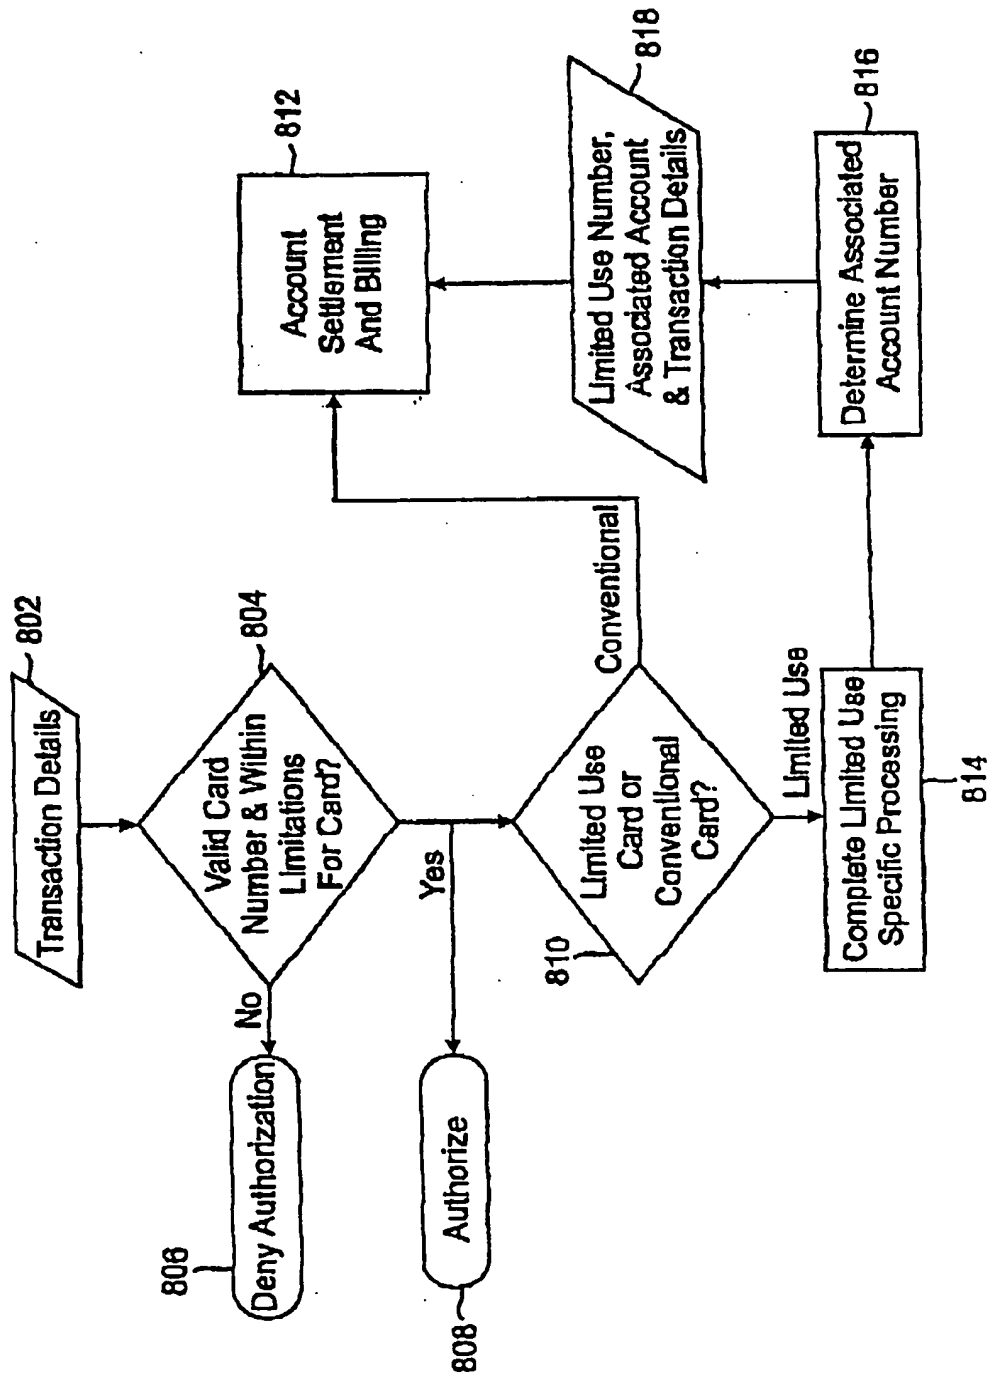 802
Transaction Details
804
Valid Card
Number & Within
Limitations
For Card?
No
806
Deny Authorization
Yes
808
Authorize
810
Limited Use
Card or
Conventional
Card?
Conventional
812
Account
Settlement
And Billing
Limited Use
Complete Limited Use
Specific Processing
814
816
Determine Associated
Account Number
818
Limited Use Number,
Associated Account
& Transaction Details